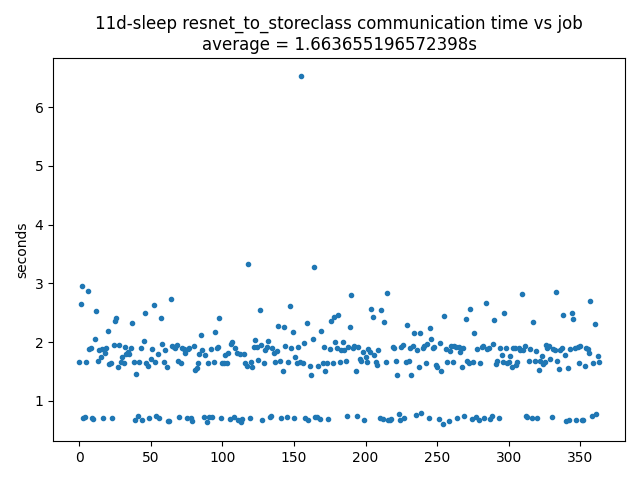 11d-sleep resnet_to_storeclass communication time vs job
average = 1.663655196572398s
seconds
6
5
4
3
2
1
0 50 100 150 200 250 300 350